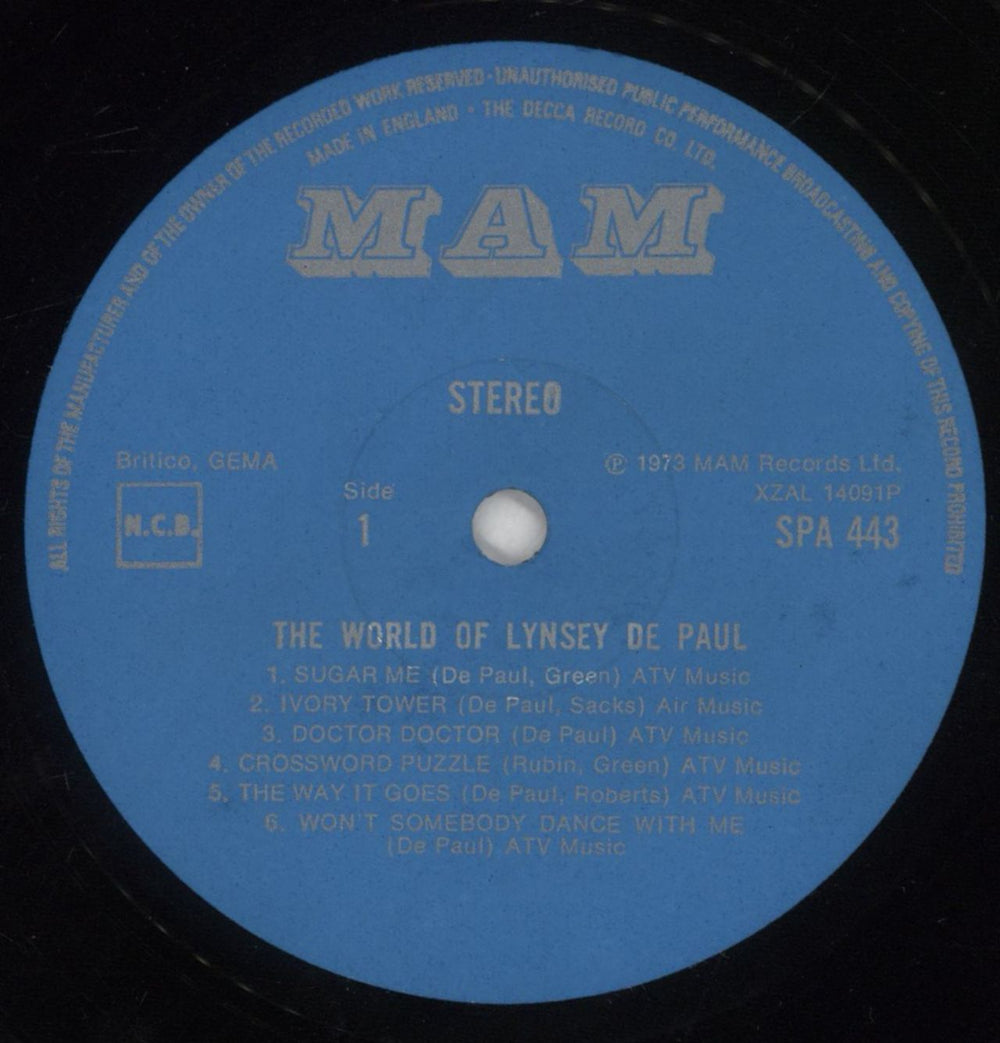 ALL RIGHTS OF THE MANUFACTURER AND OF THE OWNER OF THE RECORDED WORK RESERVED · UNAUTHORISED PUBLIC PERFORMANCE BROADCASTING AND COPYING OF THIS RECORD PROHIBITED
MADE IN ENGLAND · THE DECCA RECORD CO. LTD.
MAM
STEREO
Britico, GEMA
N.C.B.
Side
1
℗ 1973 MAM Records Ltd.
XZAL 14091P
SPA 443
THE WORLD OF LYNSEY DE PAUL
1. SUGAR ME (De Paul, Green) ATV Music
2. IVORY TOWER (De Paul, Sacks) Air Music
3. DOCTOR DOCTOR (De Paul) ATV Music
4. CROSSWORD PUZZLE (Rubin, Green) ATV Music
5. THE WAY IT GOES (De Paul, Roberts) ATV Music
6. WON'T SOMEBODY DANCE WITH ME
(De Paul) ATV Music